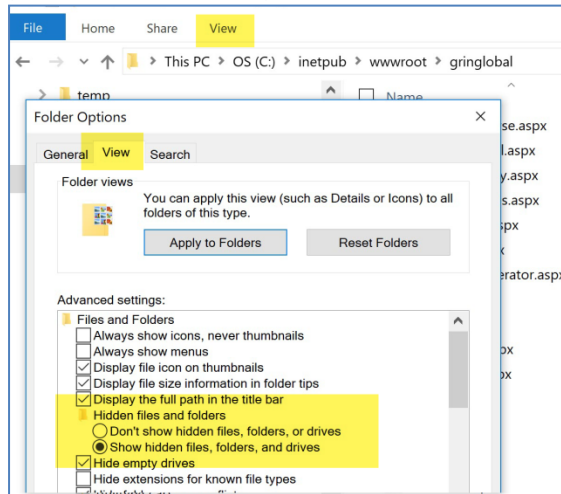 File Home Share View
This PC > OS (C:) > inetpub > wwwroot > gringlobal
temp
Name
Folder Options
se.aspx
General View Search
l.aspx
Folder views
y.aspx
You can apply this view (such as Details or Icons) to all
s.aspx
folders of this type.
spx
Apply to Folders Reset Folders
erator.aspx
Advanced settings:
Files and Folders
Always show icons, never thumbnails
Always show menus
px
Display file icon on thumbnails
px
Display file size information in folder tips
Display the full path in the title bar
Hidden files and folders
Don't show hidden files, folders, or drives
Show hidden files, folders, and drives
Hide empty drives
Hide extensions for known file types